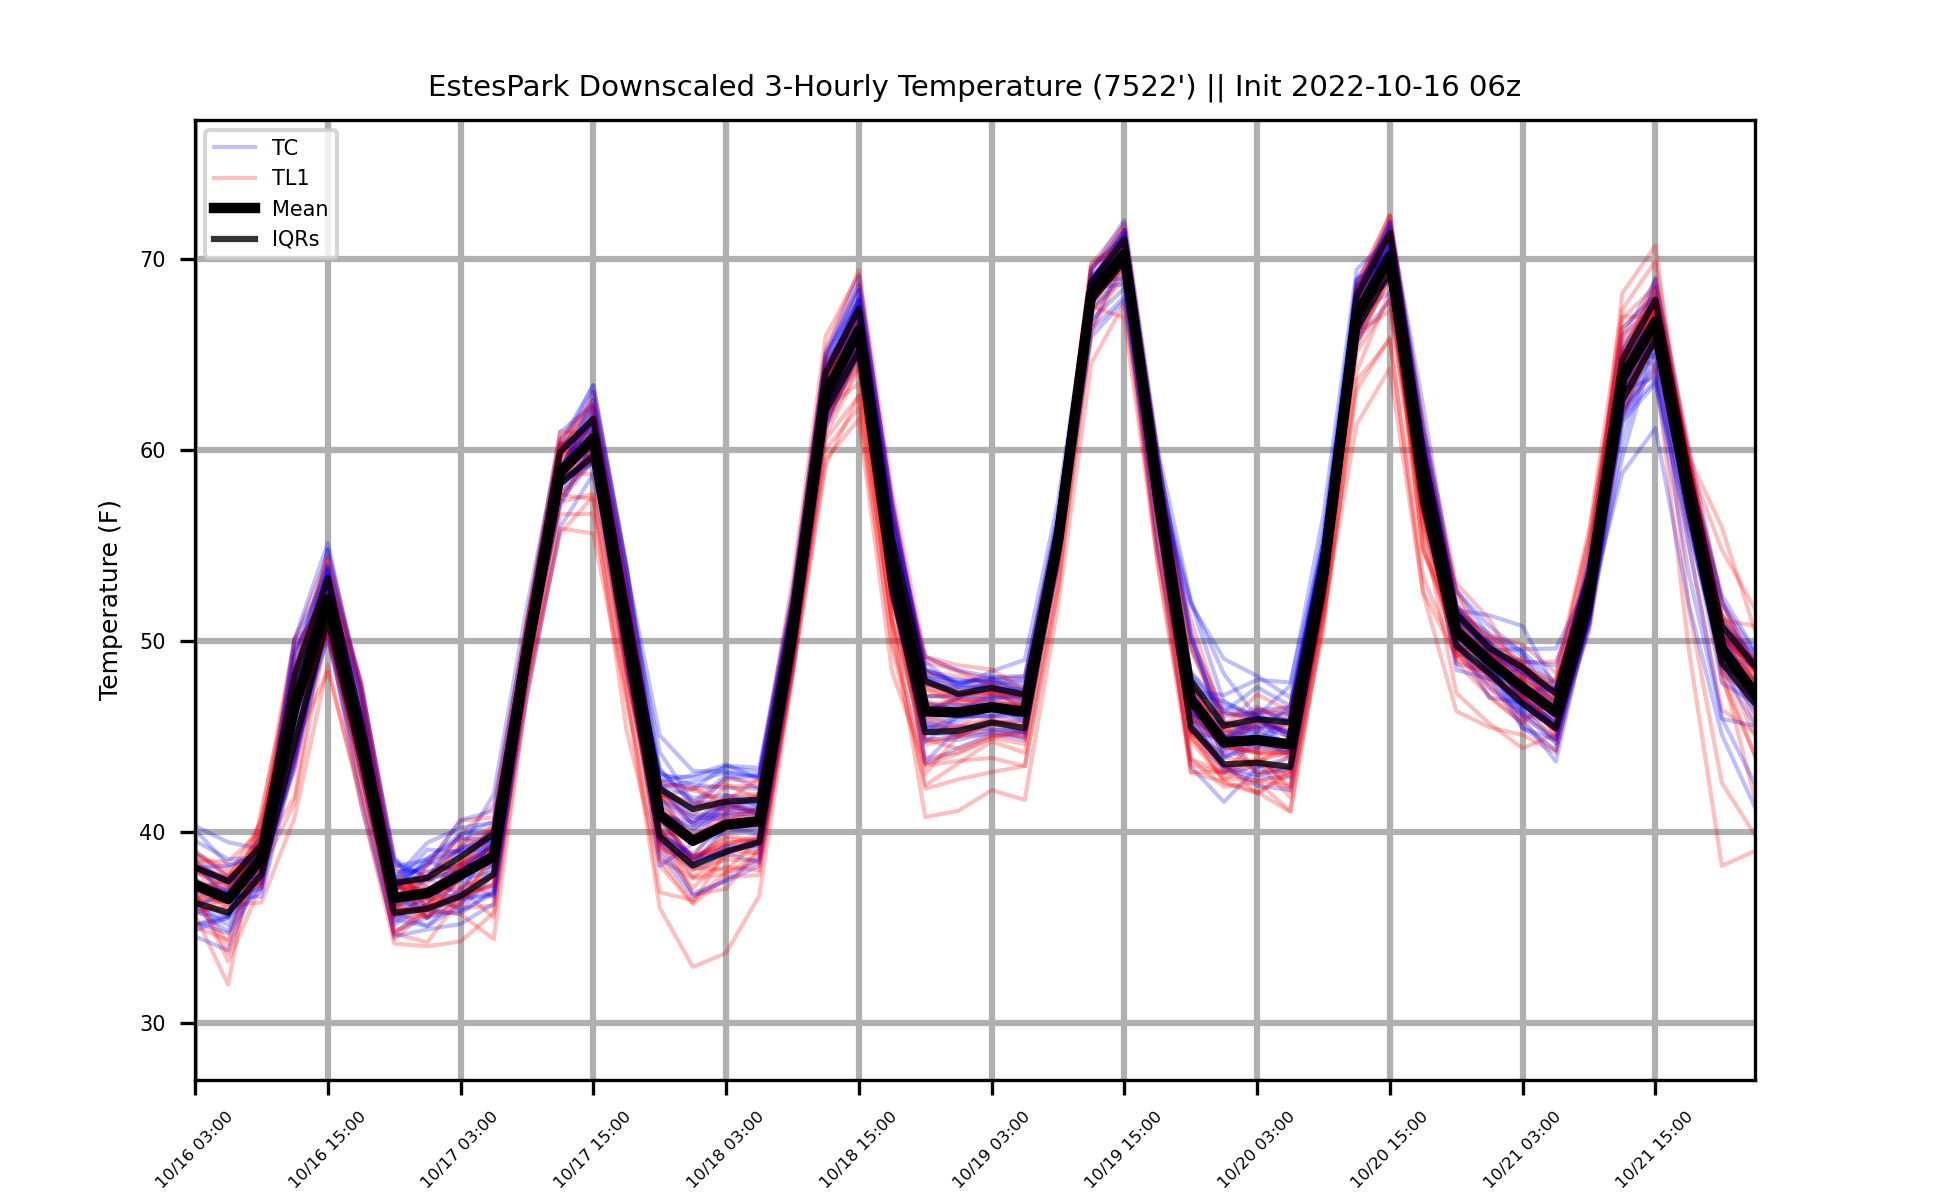 EstesPark Downscaled 3-Hourly Temperature (7522') || Init 2022-10-16 06z
TC
TL1
Mean
IQRs
Temperature (F)
70
60
50
40
30
10/16 03:00
10/16 15:00
10/17 03:00
10/17 15:00
10/18 03:00
10/18 15:00
10/19 03:00
10/19 15:00
10/20 03:00
10/20 15:00
10/21 03:00
10/21 15:00